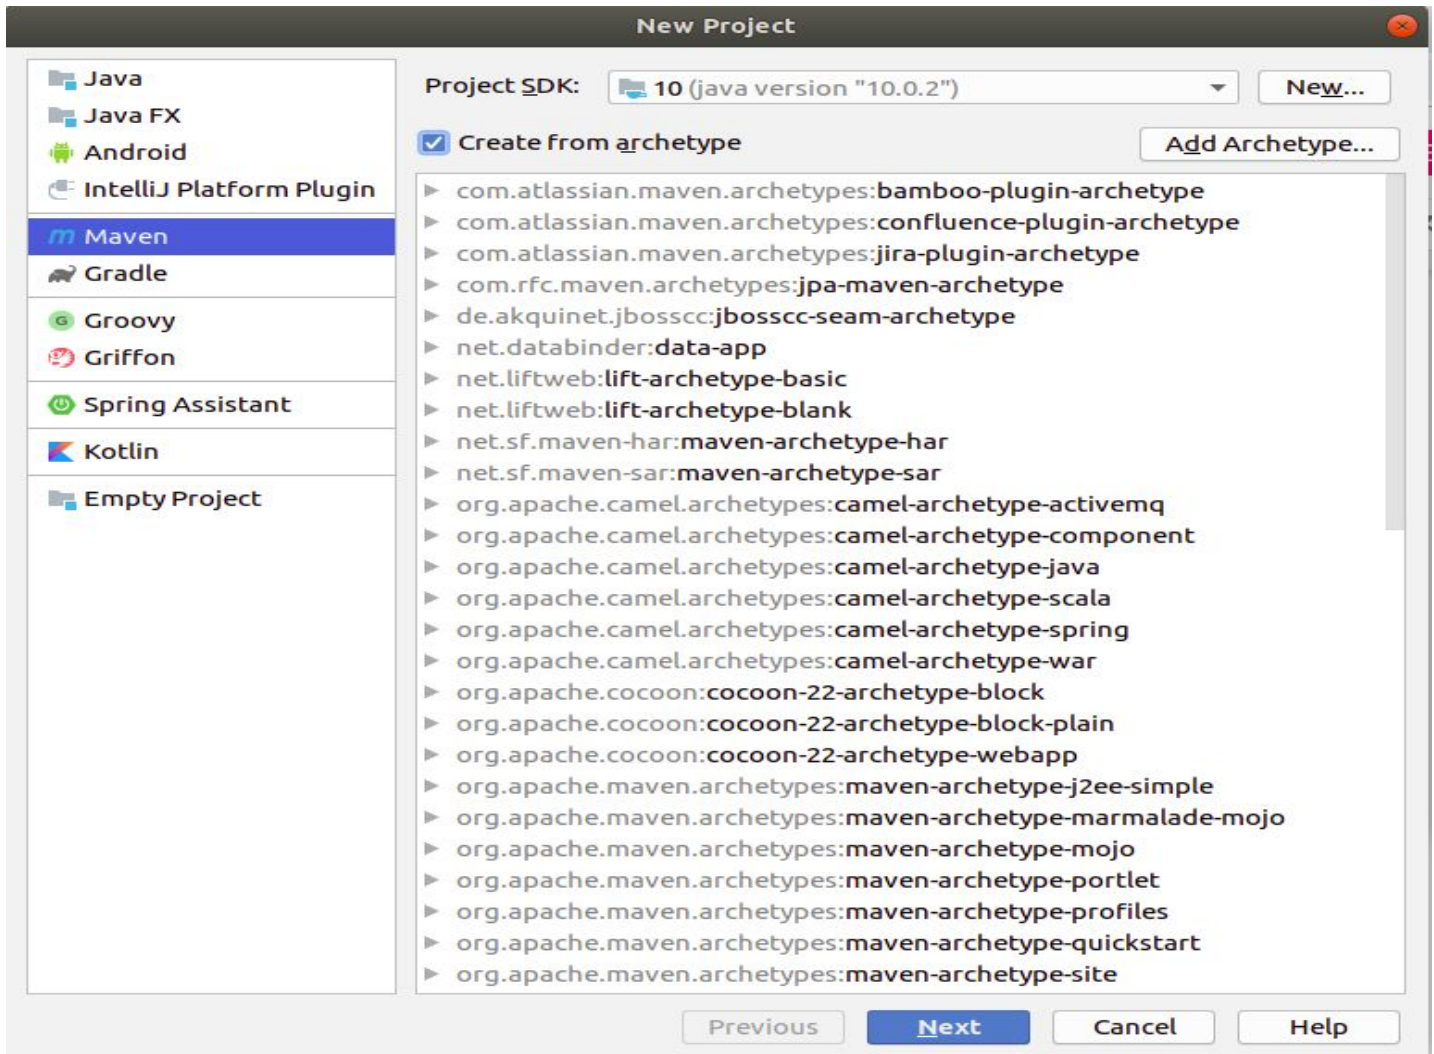 New Project
Java
Java FX
Android
IntelliJ Platform Plugin
Maven
Gradle
Groovy
Griffon
Spring Assistant
Kotlin
Empty Project
Project SDK: 10 (java version "10.0.2") New...
Create from archetype Add Archetype...
com.atlassian.maven.archetypes:bamboo-plugin-archetype
com.atlassian.maven.archetypes:confluence-plugin-archetype
com.atlassian.maven.archetypes:jira-plugin-archetype
com.rfc.maven.archetypes:jpa-maven-archetype
de.akquinet.jbosscc:jbosscc-seam-archetype
net.databinder:data-app
net.liftweb:lift-archetype-basic
net.liftweb:lift-archetype-blank
net.sf.maven-har:maven-archetype-har
net.sf.maven-sar:maven-archetype-sar
org.apache.camel.archetypes:camel-archetype-activemq
org.apache.camel.archetypes:camel-archetype-component
org.apache.camel.archetypes:camel-archetype-java
org.apache.camel.archetypes:camel-archetype-scala
org.apache.camel.archetypes:camel-archetype-spring
org.apache.camel.archetypes:camel-archetype-war
org.apache.cocoon:cocoon-22-archetype-block
org.apache.cocoon:cocoon-22-archetype-block-plain
org.apache.cocoon:cocoon-22-archetype-webapp
org.apache.maven.archetypes:maven-archetype-j2ee-simple
org.apache.maven.archetypes:maven-archetype-marmalade-mojo
org.apache.maven.archetypes:maven-archetype-mojo
org.apache.maven.archetypes:maven-archetype-portlet
org.apache.maven.archetypes:maven-archetype-profiles
org.apache.maven.archetypes:maven-archetype-quickstart
org.apache.maven.archetypes:maven-archetype-site
Previous Next Cancel Help